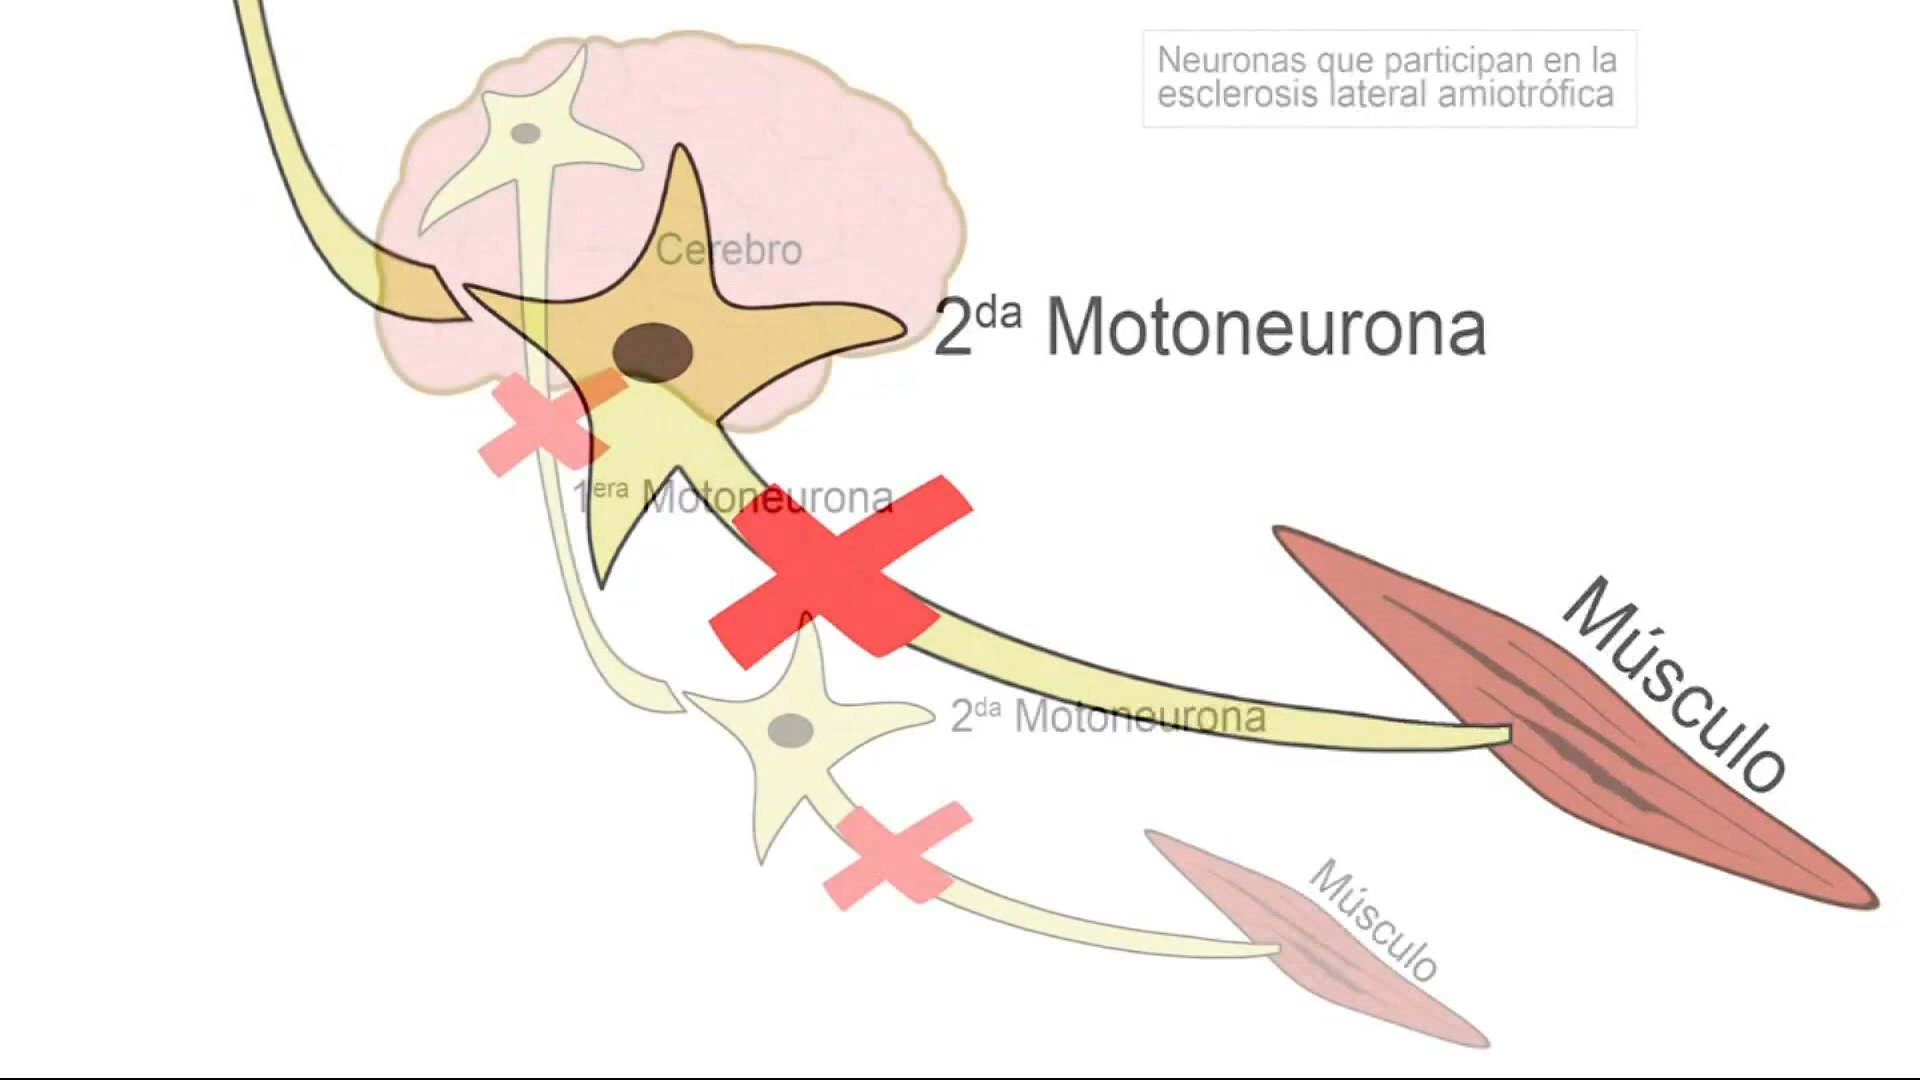 Neuronas que participan en la
esclerosis lateral amiotrófica
Cerebro
2da Motoneurona
1era Motoneurona
Músculo
2da Motoneurona
Músculo